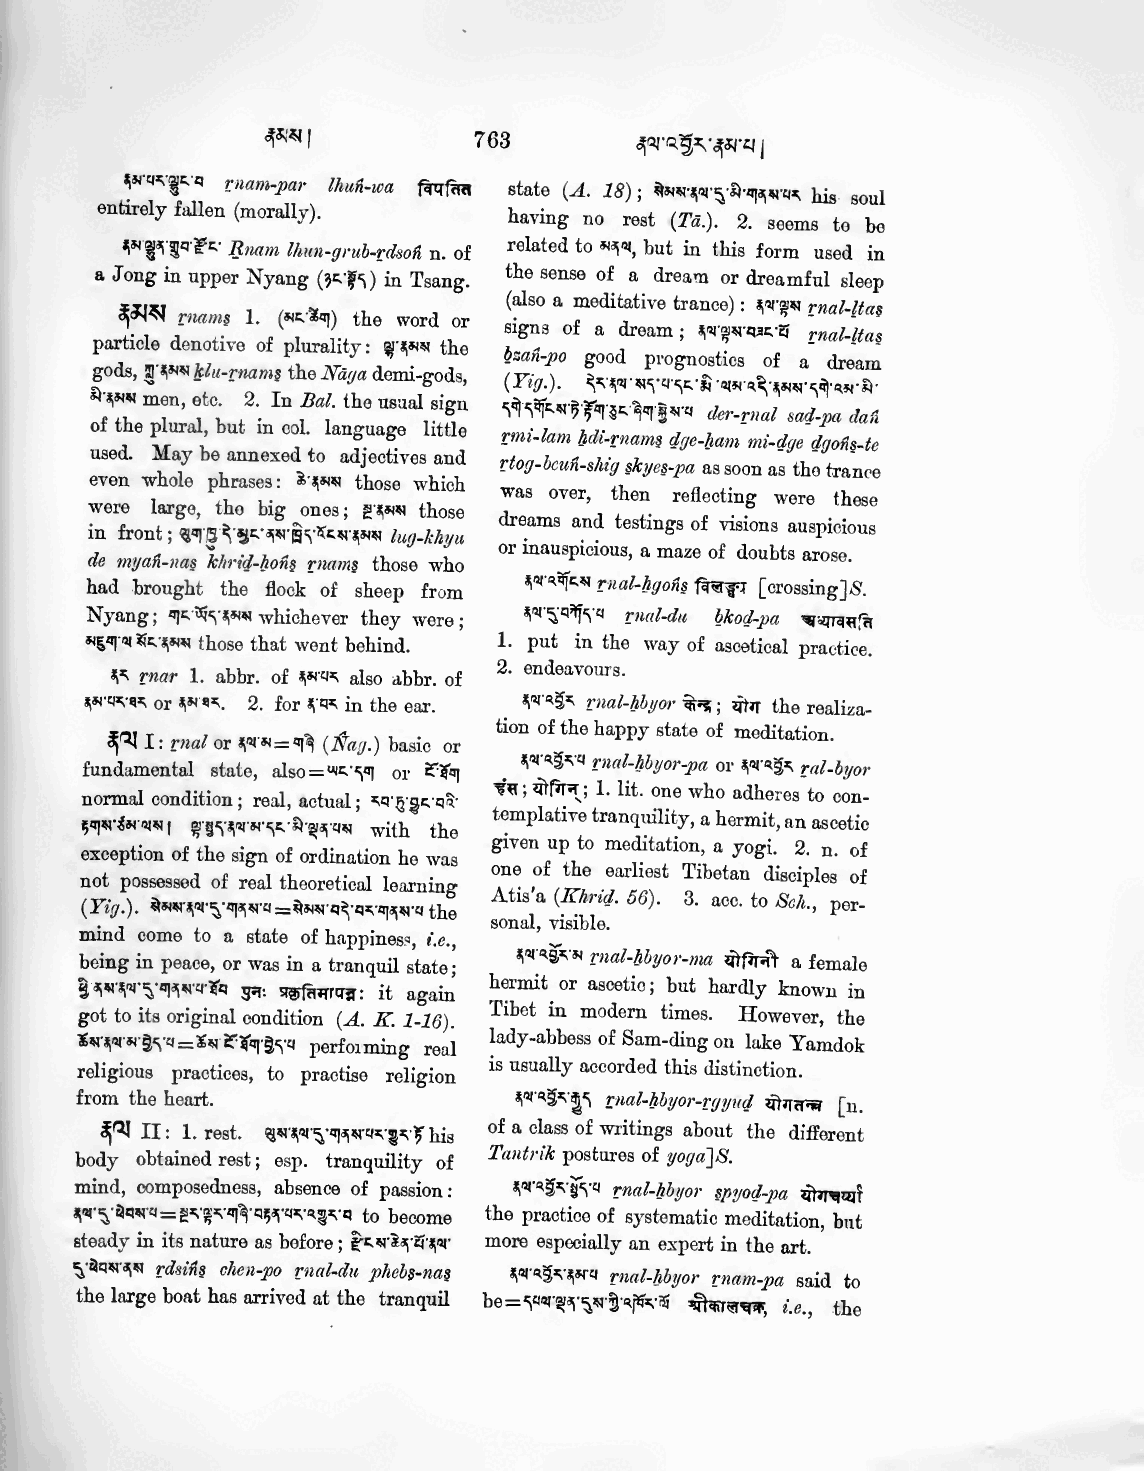 རྣམས།
763
རྣལ་འབྱོར་རྣམ་པ།
རྣམ་པར་ལྷུང་བ rnam-par lhuń-wa विपतित
entirely fallen (morally).
རྣམ་ལྷུན་གྲུབ་རྫོང་ Rnam lhun-grub-rdsoń n. of
a Jong in upper Nyang (ཉང་སྟོད) in Tsang.
རྣམས rnams 1. (མང་ཚིག) the word or
particle denotive of plurality: ལྷ་རྣམས the
gods, ཀླུ་རྣམས klu-rnams the Nāga demi-gods,
མི་རྣམས men, etc. 2. In Bal. the usual sign
of the plural, but in col. language little
used. May be annexed to adjectives and
even whole phrases: ཆེ་རྣམས those which
were large, the big ones; སྔ་རྣམས those
in front; ལུག་ཁྱུ་དེ་མྱང་ནས་ཁྲིད་འོངས་རྣམས lug-khyu
de myań-nas khrid-hońs rnams those who
had brought the flock of sheep from
Nyang; གང་ཡོད་རྣམས whichever they were;
མཇུག་ལ་སོང་རྣམས those that went behind.
རྣར rnar 1. abbr. of རྣམ་པར also abbr. of
རྣམ་པར་ཐར or རྣམ་ཐར. 2. for རྣ་བར in the ear.
རྣལ I: rnal or རྣལ་མ=གཞི (Ńag.) basic or
fundamental state, also=ཡང་དག or ངོ་ཐོག
normal condition; real, actual; རབ་ཏུ་བྱུང་བའི་
རྟགས་ཙམ་ལས། ལྟ་སྤྱད་རྣལ་མ་དང་མི་ལྡན་པས with the
exception of the sign of ordination he was
not possessed of real theoretical learning
(Yig.). སེམས་རྣལ་དུ་གནས་པ=སེམས་བདེ་བར་གནས་པ the
mind come to a state of happiness, i.e.,
being in peace, or was in a tranquil state;
ཕྱི་ནས་རྣལ་དུ་གནས་པ་ཐོབ पुनः प्रकृतिमापन्नः it again
got to its original condition (A. K. 1-16).
ཆོས་རྣལ་མ་བྱེད་པ=ཆོས་ངོ་ཐོག་བྱེད་པ performing real
religious practices, to practise religion
from the heart.
རྣལ II: 1. rest. ལུས་རྣལ་དུ་གནས་པར་གྱུར་ཏོ his
body obtained rest; esp. tranquility of
mind, composedness, absence of passion:
རྣལ་དུ་ཕེབས་པ=སྔར་ལྟར་གཞི་བརྟན་པར་འགྱུར་བ to become
steady in its nature as before; རྫིངས་ཆེན་པོ་རྣལ་
དུ་ཕེབས་ནས rdsińs chen-po rnal-du phebs-nas
the large boat has arrived at the tranquil
state (A. 18); སེམས་རྣལ་དུ་མི་གནས་པར his soul
having no rest (Tā.). 2. seems to be
related to མནལ, but in this form used in
the sense of a dream or dreamful sleep
(also a meditative trance): རྣལ་ལྟས rnal-ltas
signs of a dream; རྣལ་ལྟས་བཟང་པོ rnal-ltas
bzań-po good prognostics of a dream
(Yig.). དེར་རྣལ་སད་པ་དང་རྨི་ལམ་འདི་རྣམས་དགེ་འམ་མི་
དགེ་དགོངས་ཏེ་རྟོག་བཅུང་ཞིག་སྐྱེས་པ der-rnal sad-pa dań
rmi-lam hdi-rnams dge-ham mi-dge dgońs-te
rtog-bcuń-shig skyes-pa as soon as the trance
was over, then reflecting were these
dreams and testings of visions auspicious
or inauspicious, a maze of doubts arose.
རྣལ་འགོངས rnal-hgońs [crossing]S.
རྣལ་དུ་བཀོད་པ rnal-du bkod-pa
1. put in the way of ascetical practice.
2. endeavours.
རྣལ་འབྱོར rnal-hbyor केन्द्र; योग the realiza-
tion of the happy state of meditation.
རྣལ་འབྱོར་པ rnal-hbyor-pa or རྣལ་འབྱོར ral-byor
हंस; योगिन्; 1. lit. one who adheres to con-
templative tranquility, a hermit, an ascetic
given up to meditation, a yogi. 2. n. of
one of the earliest Tibetan disciples of
Atis'a (Khrid. 56). 3. acc. to Sch., per-
sonal, visible.
རྣལ་འབྱོར་མ rnal-hbyor-ma योगिनी a female
hermit or ascetic; but hardly known in
Tibet in modern times. However, the
lady-abbess of Sam-ding on lake Yamdok
is usually accorded this distinction.
རྣལ་འབྱོར་རྒྱུད rnal-hbyor-rgyud योगतन्त्र [n.
of a class of writings about the different
Tantrik postures of yoga]S.
རྣལ་འབྱོར་སྤྱོད་པ rnal-hbyor spyod-pa योगचर्य्या
the practice of systematic meditation, but
more especially an expert in the art.
རྣལ་འབྱོར་རྣམ་པ rnal-hbyor rnam-pa said to
be=དཔལ་ལྡན་དུས་ཀྱི་འཁོར་ལོ श्रीकालचक्र, i.e., the